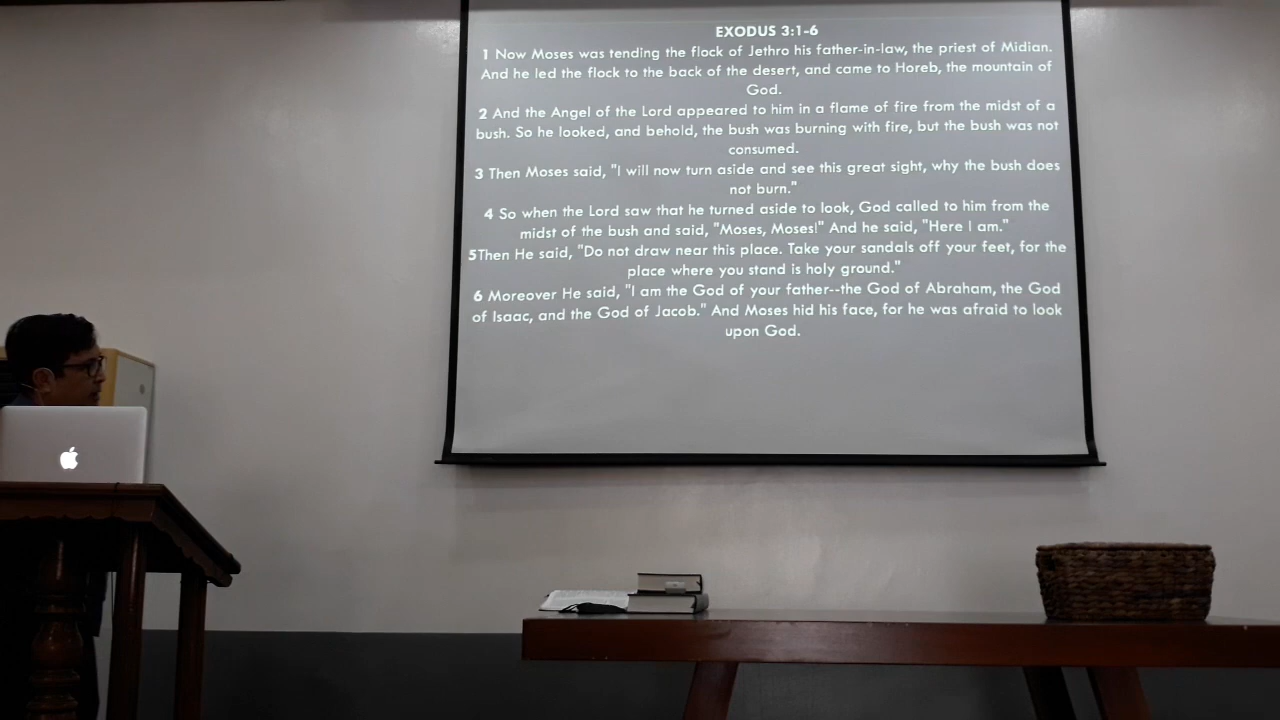 EXODUS 3:1-6
1 Now Moses was tending the flock of Jethro his father-in-law, the priest of Midian.
And he led the flock to the back of the desert, and came to Horeb, the mountain of
God.
2 And the Angel of the Lord appeared to him in a flame of fire from the midst of a
bush. So he looked, and behold, the bush was burning with fire, but the bush was not
consumed.
3 Then Moses said, "I will now turn aside and see this great sight, why the bush does
not burn."
4 So when the Lord saw that he turned aside to look, God called to him from the
midst of the bush and said, "Moses, Moses!" And he said, "Here I am."
5Then He said, "Do not draw near this place. Take your sandals off your feet, for the
place where you stand is holy ground."
6 Moreover He said, "I am the God of your father--the God of Abraham, the God
of Isaac, and the God of Jacob." And Moses hid his face, for he was afraid to look
upon God.